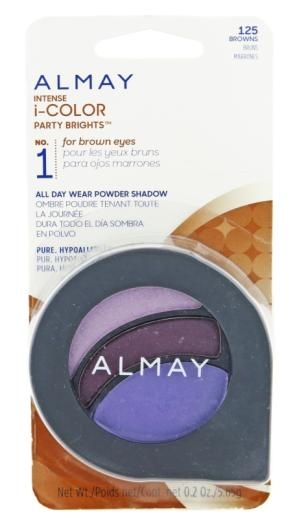 125
BROWNS
BRUNS
MARRONES
ALMAY
INTENSE
i-COLOR
PARTY BRIGHTS™
NO.
1
for brown eyes
pour les yeux bruns
para ojos marrones
ALL DAY WEAR POWDER SHADOW
OMBRE POUDRE TENANT TOUTE
LA JOURNÉE
DURA TODO EL DÍA SOMBRA
EN POLVO
PURE. HYPOALL
PUR. HYPOAL
PURA. HI
ALMAY
Net Wt./Poids net/Cont. net 0.2 Oz./5.65g